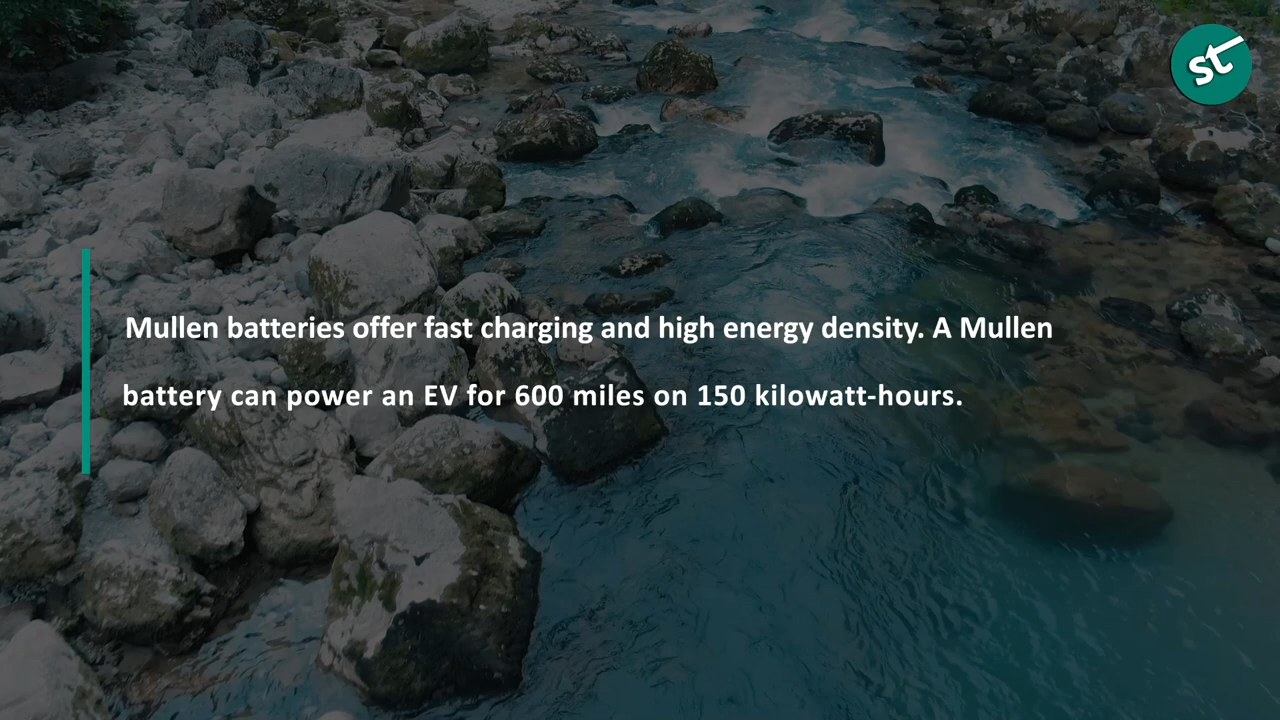 st
Mullen batteries offer fast charging and high energy density. A Mullen
battery can power an EV for 600 miles on 150 kilowatt-hours.